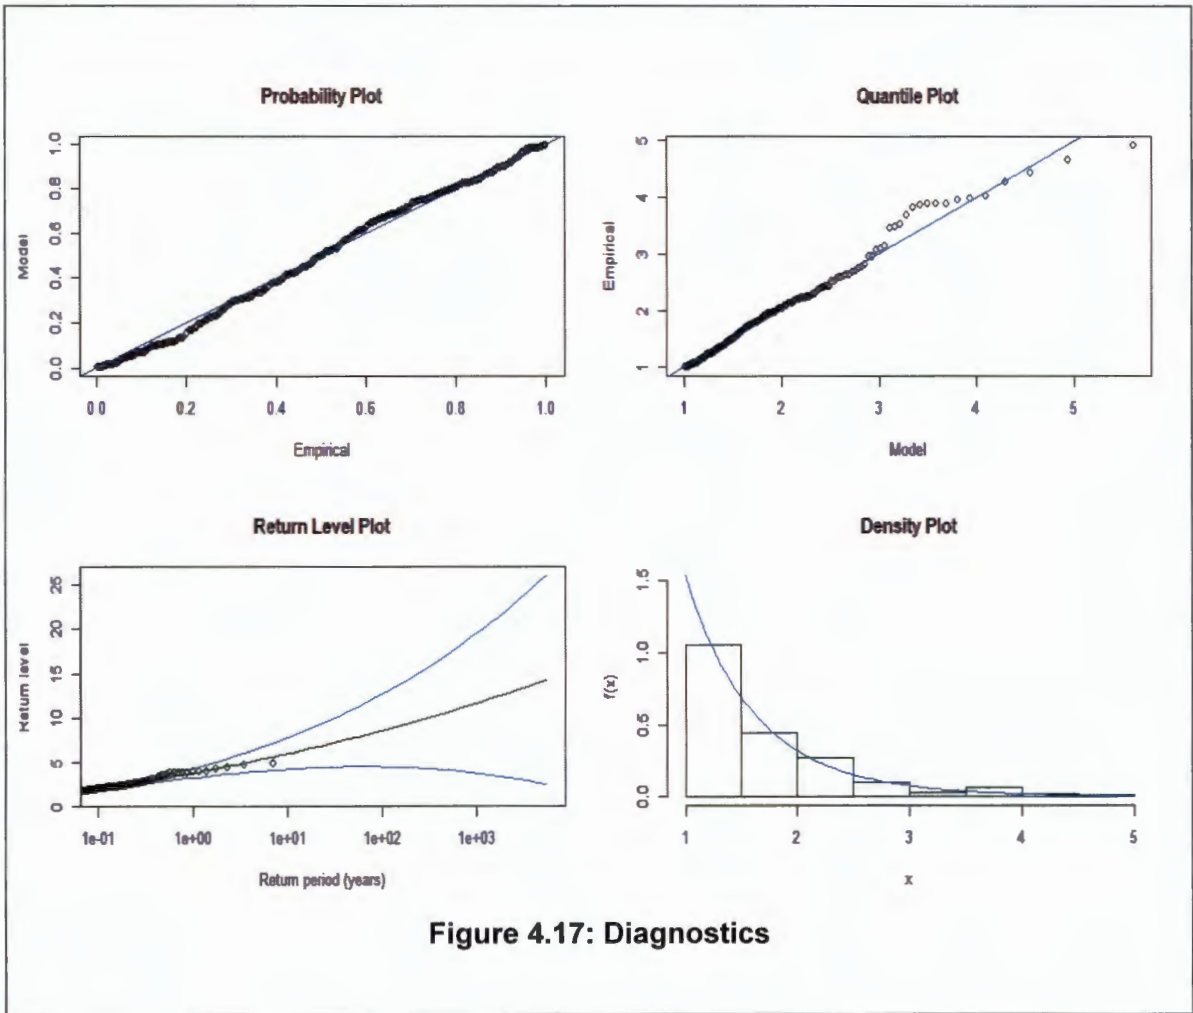 Probability Plot
Model
0.0 0.2 0.4 0.6 0.8 1.0
0.0 0.2 0.4 0.6 0.8 1.0
Empirical
Quantile Plot
Empirical
1 2 3 4 5
1 2 3 4 5
Model
Return Level Plot
Return level
0 5 10 15 20 25
1e-01 1e+00 1e+01 1e+02 1e+03
Return period (years)
Density Plot
f(x)
0.0 0.5 1.0 1.5
1 2 3 4 5
x
Figure 4.17: Diagnostics